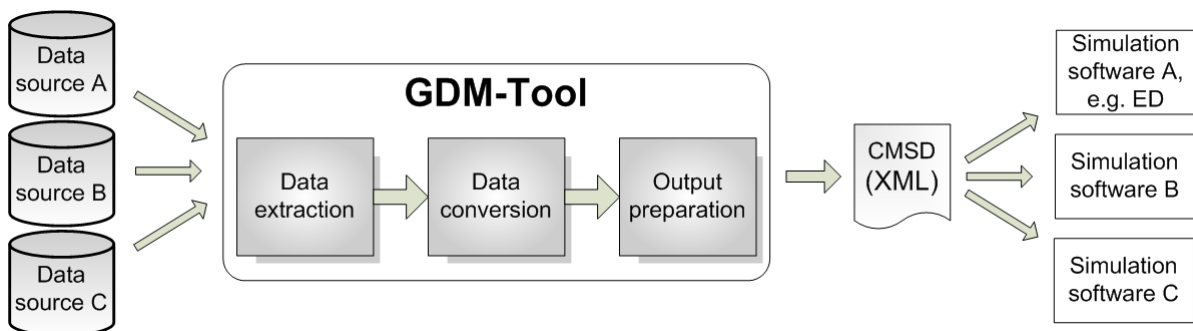 Data
source A
Data
source B
Data
source C
GDM-Tool
Data
extraction
Data
conversion
Output
preparation
CMSD
(XML)
Simulation
software A,
e.g. ED
Simulation
software B
Simulation
software C